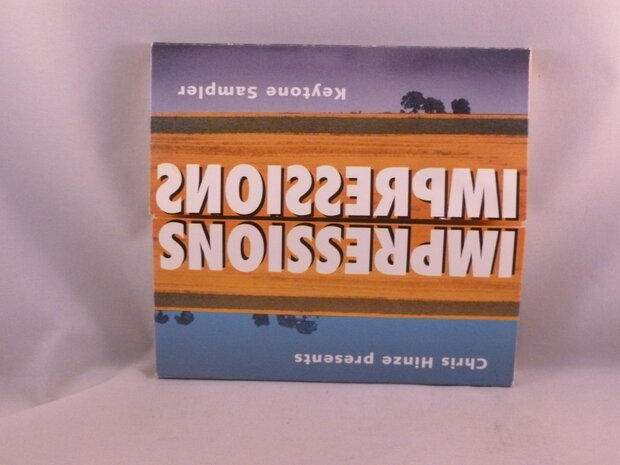 Chris Hinze presents
IMPRESSIONS
IMPRESSIONS
Keytone Sampler